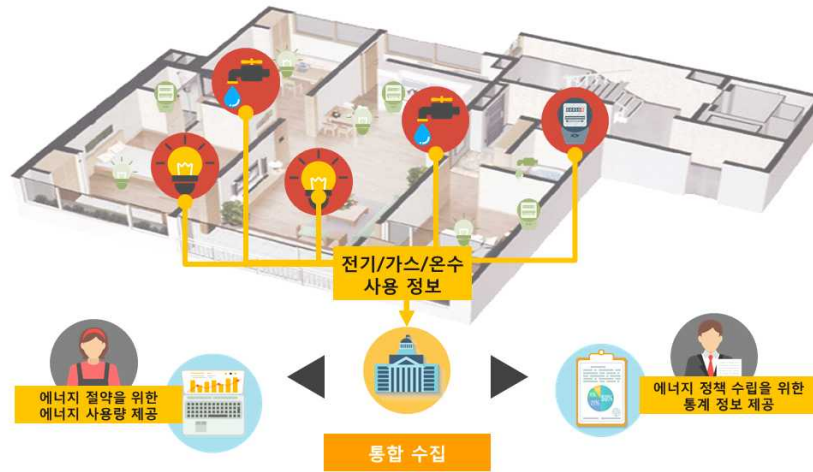 전기/가스/온수
사용 정보
에너지 절약을 위한
에너지 사용량 제공
에너지 정책 수립을 위한
통계 정보 제공
통합 수집